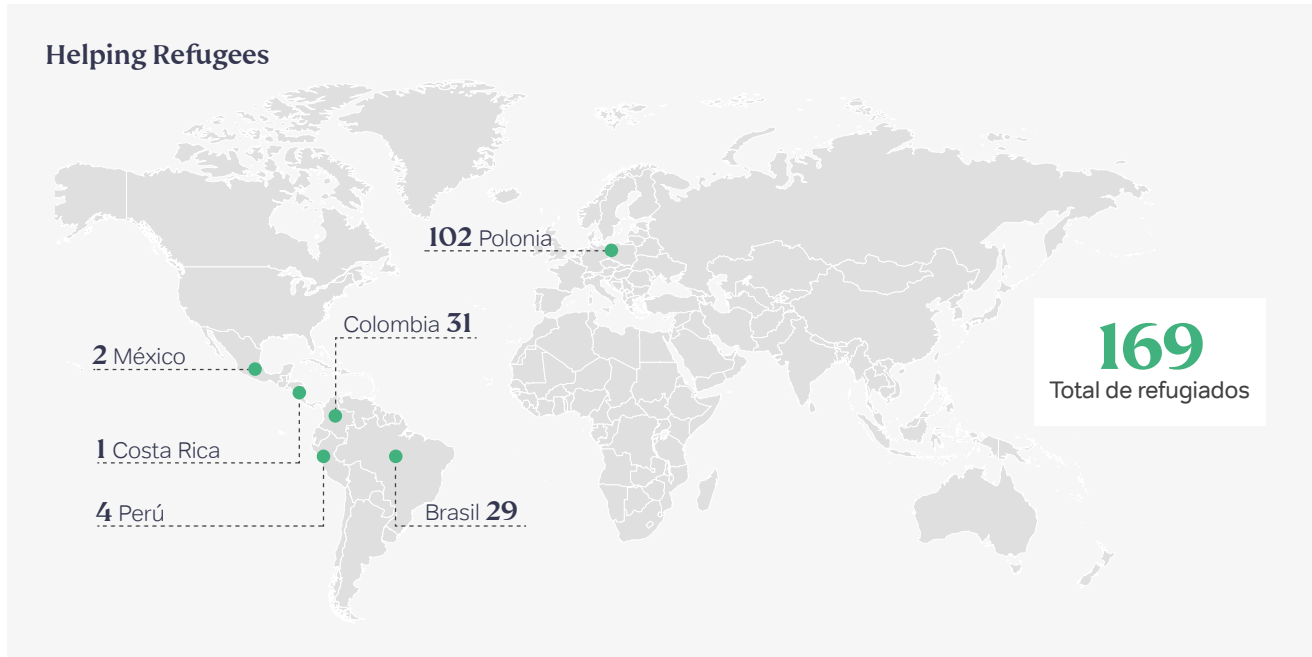 Helping Refugees
102 Polonia
Colombia 31
2 México
1 Costa Rica
4 Perú
Brasil 29
169
Total de refugiados